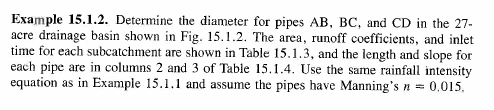 Example 15.1.2. Determine the diameter for pipes AB, BC, and CD in the 27-
acre drainage basin shown in Fig. 15.1.2. The area, runoff coefficients, and inlet
time for each subcatchment are shown in Table 15.1.3, and the length and slope for
each pipe are in columns 2 and 3 of Table 15.1.4. Use the same rainfall intensity
equation as in Example 15.1.1 and assume the pipes have Manning's n = 0.015.